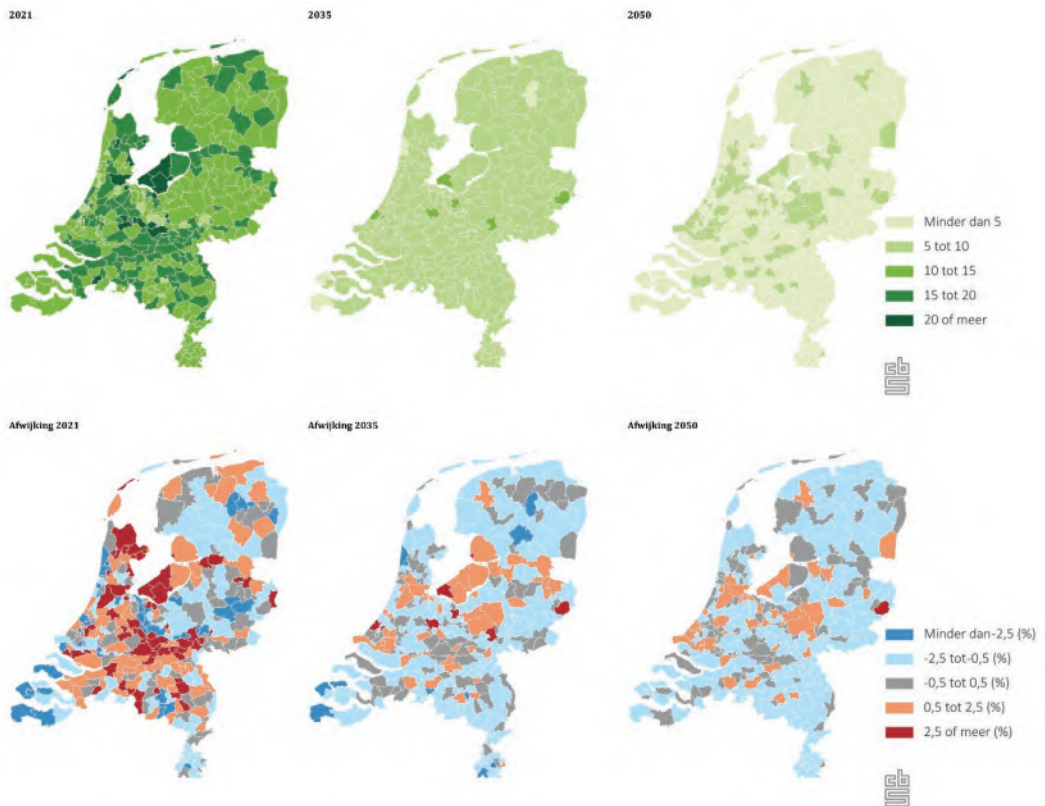 2021
2035
2050
Minder dan 5
5 tot 10
10 tot 15
15 tot 20
20 of meer
cbs
Afwijking 2021
Afwijking 2035
Afwijking 2050
Minder dan-2,5 (%)
-2,5 tot-0,5 (%)
-0,5 tot 0,5 (%)
0,5 tot 2,5 (%)
2,5 of meer (%)
cbs